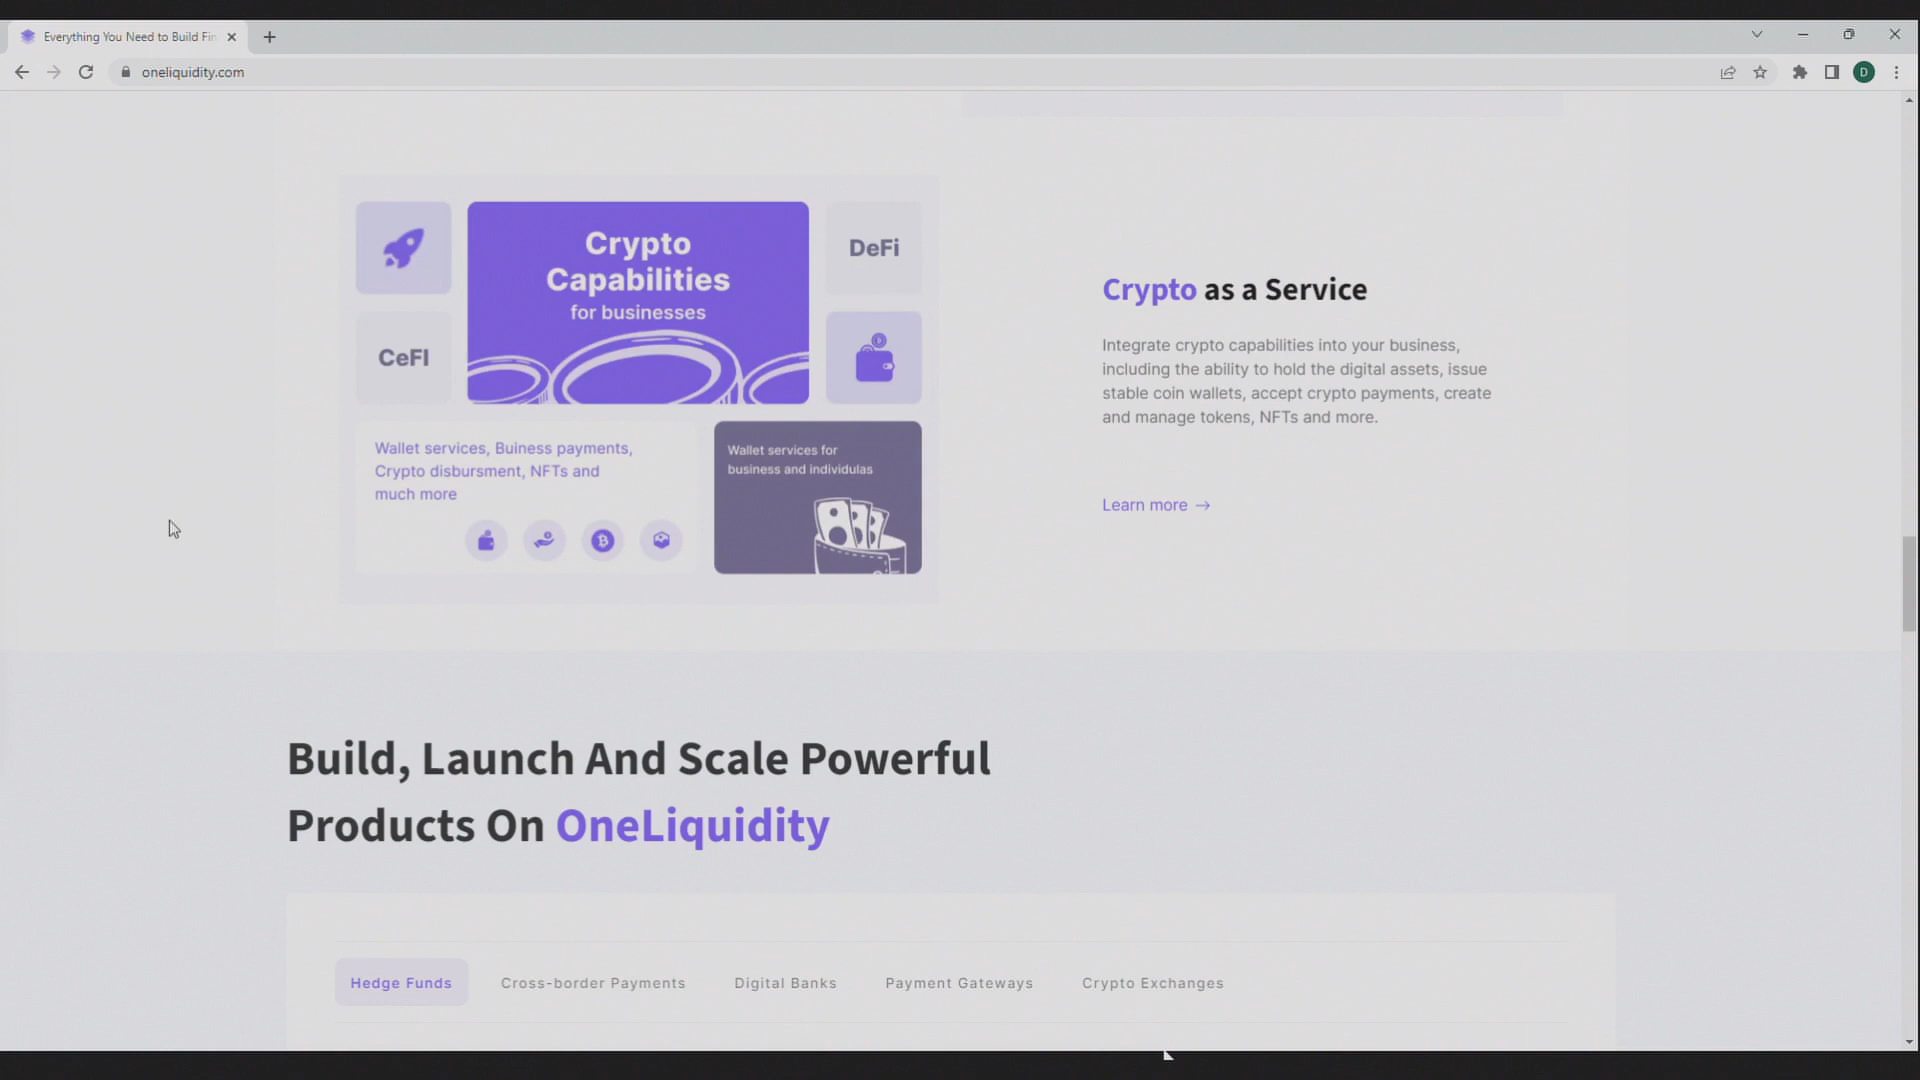 Everything You Need to Build Fin
oneliquidity.com
D
Crypto
Capabilities
for businesses
DeFi
CeFI
Wallet services, Buiness payments,
Crypto disbursment, NFTs and
much more
Wallet services for
business and individulas
Crypto as a Service
Integrate crypto capabilities into your business,
including the ability to hold the digital assets, issue
stable coin wallets, accept crypto payments, create
and manage tokens, NFTs and more.
Learn more →
Build, Launch And Scale Powerful
Products On OneLiquidity
Hedge Funds Cross-border Payments Digital Banks Payment Gateways Crypto Exchanges